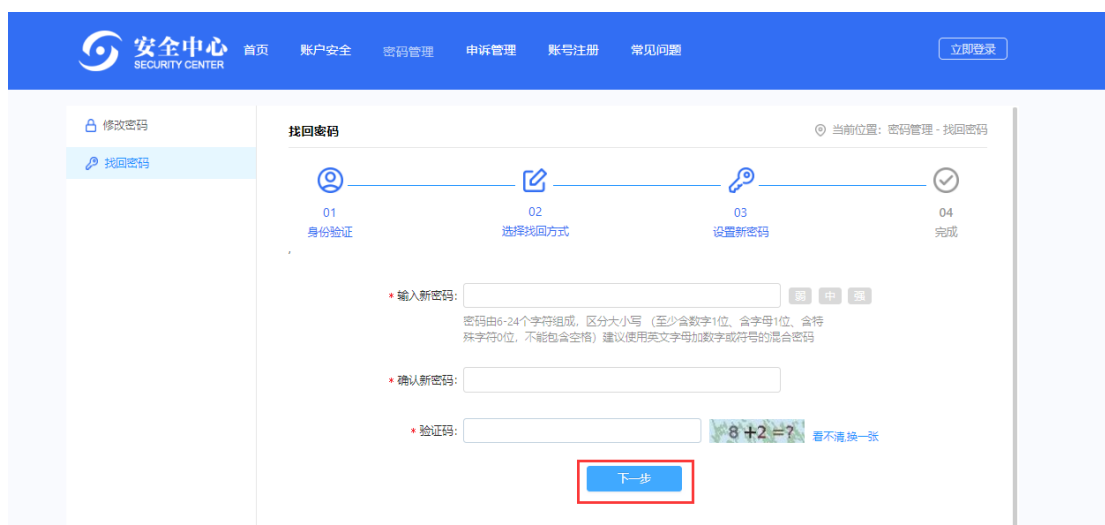 安全中心
SECURITY CENTER
首页 账户安全 密码管理 申诉管理 账号注册 常见问题 立即登录
修改密码
找回密码
找回密码 当前位置：密码管理 - 找回密码
01 02 03 04
身份验证 选择找回方式 设置新密码 完成
* 输入新密码: 弱 中 强
密码由6-24个字符组成，区分大小写 （至少含数字1位、含字母1位、含特
殊字符0位，不能包含空格）建议使用英文字母加数字或符号的混合密码
* 确认新密码:
* 验证码: 8+2=? 看不清,换一张
下一步